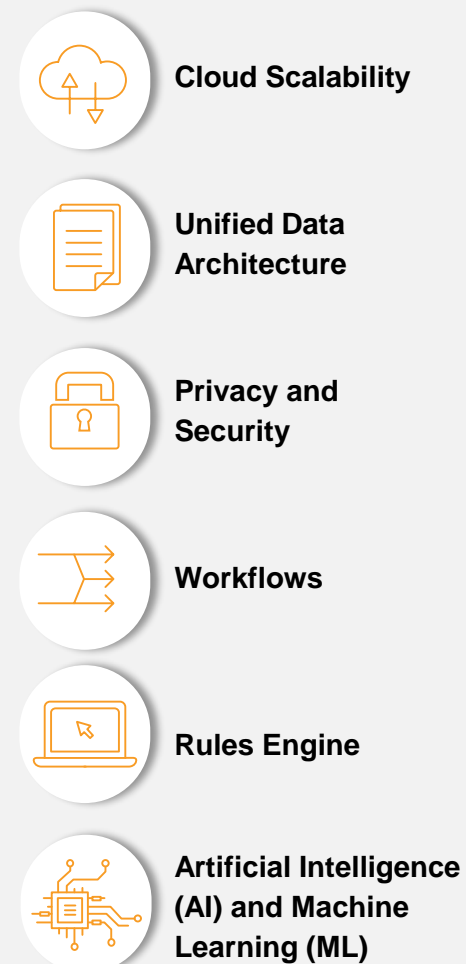 Cloud Scalability
Unified Data
Architecture
Privacy and
Security
Workflows
Rules Engine
Artificial Intelligence
(AI) and Machine
Learning (ML)